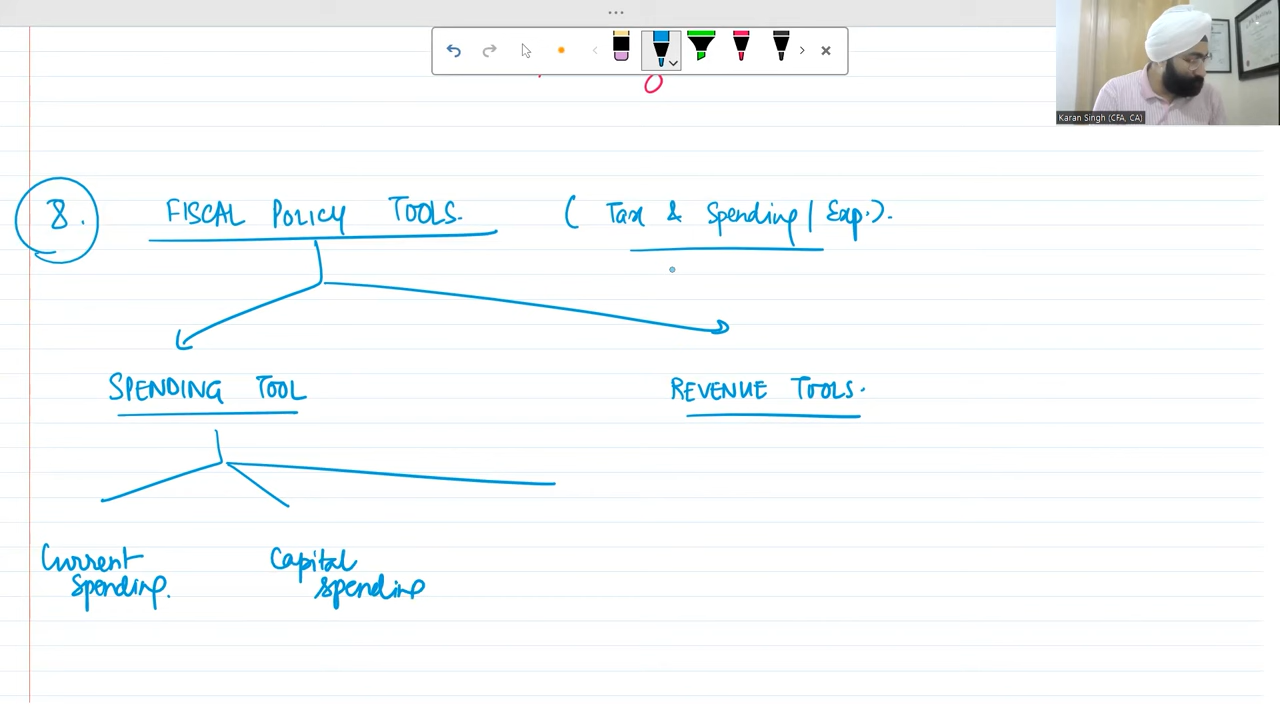 Karan Singh (CFA, CA)
8. FISCAL POLICY TOOLS. ( Tax & Spending / Exp.).
SPENDING TOOL REVENUE TOOLS.
Current Capital
Spending. spending